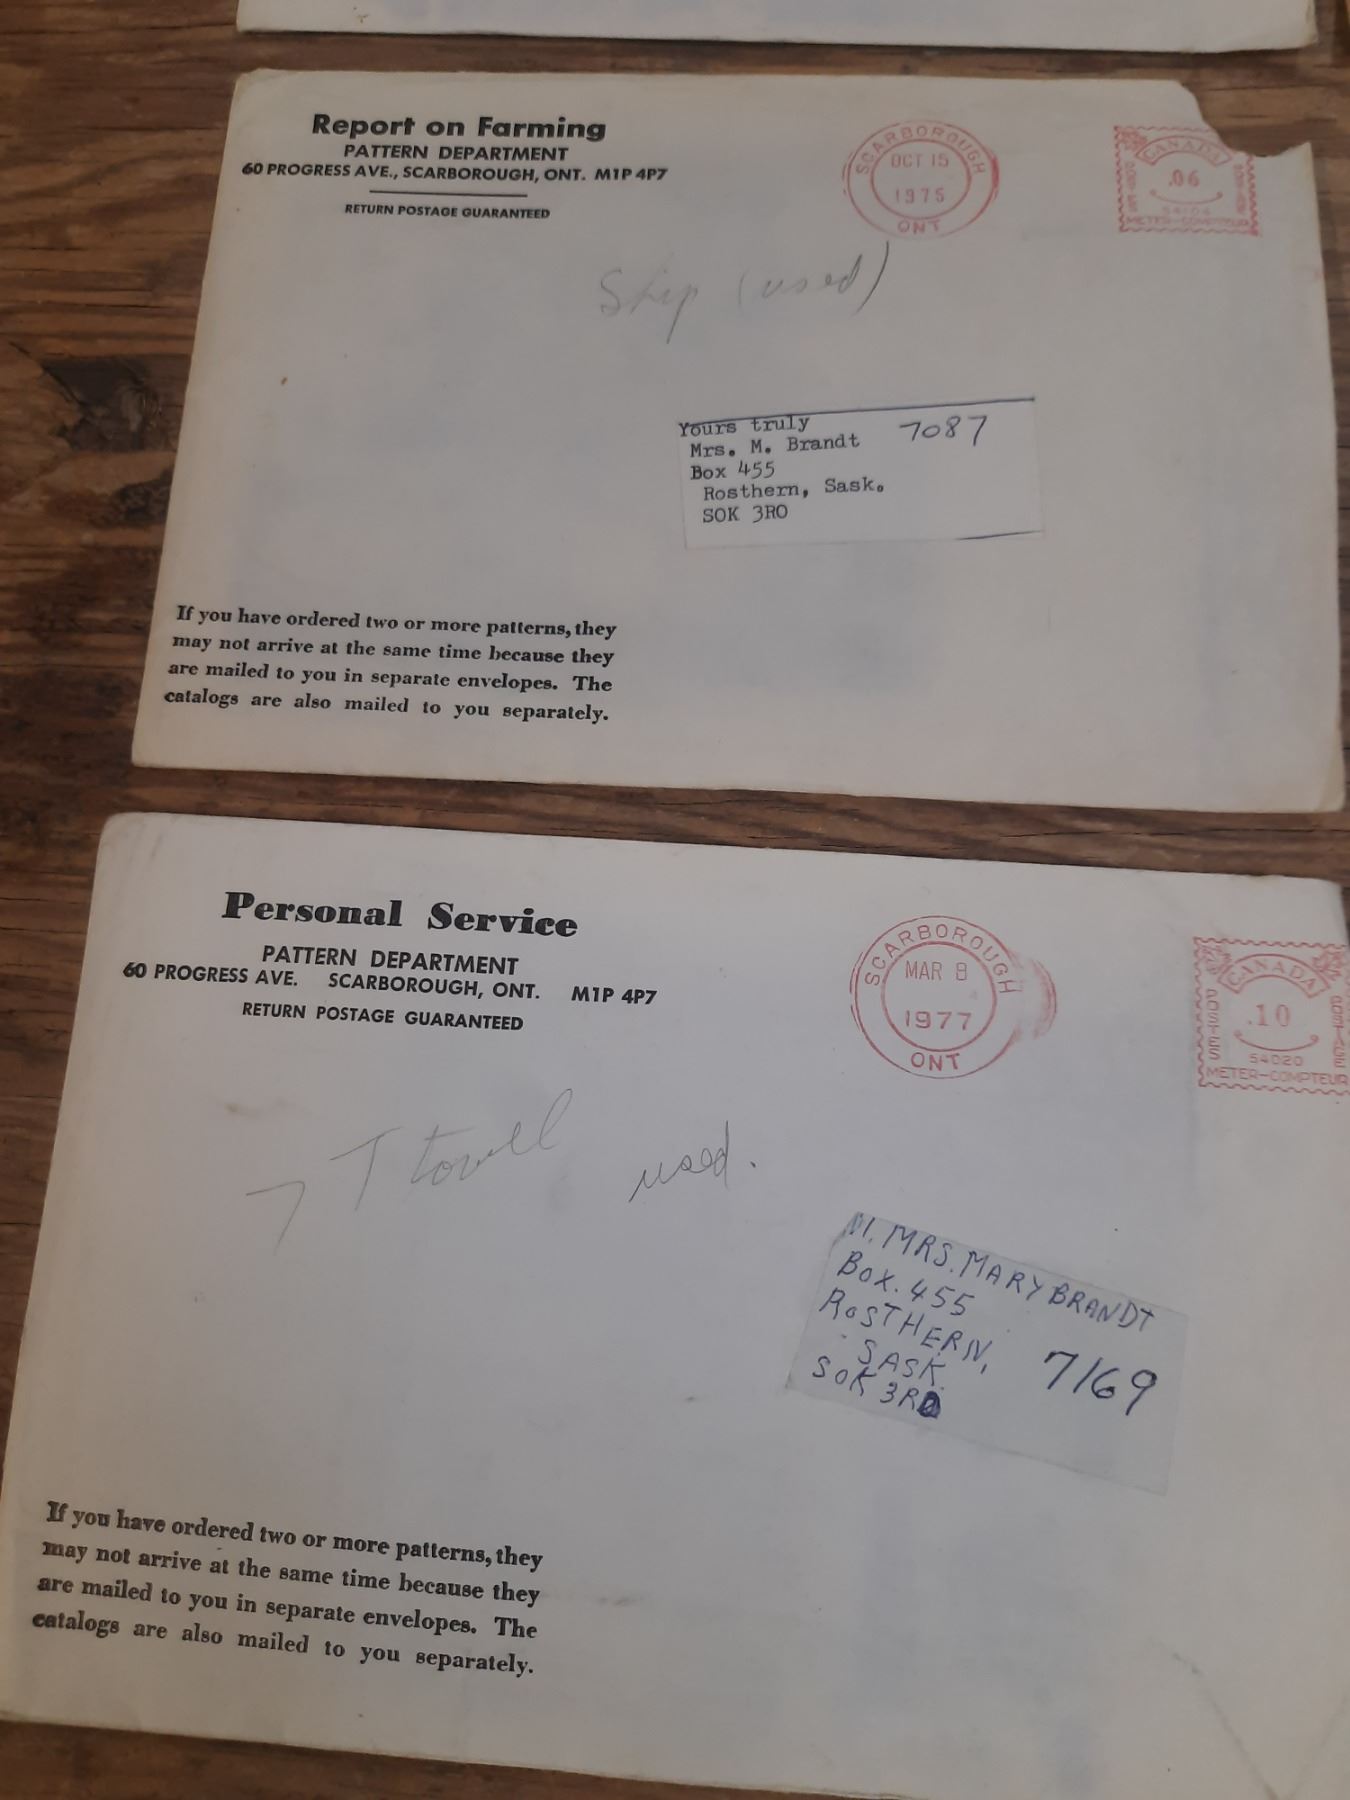 Report on Farming
PATTERN DEPARTMENT
60 PROGRESS AVE., SCARBOROUGH, ONT. M1P 4P7
RETURN POSTAGE GUARANTEED
SCARBOROUGH
OCT 15
1975
ONT
CANADA
.06
METER-COMPTEUR
Ship (used)
Yours truly
Mrs. M. Brandt 7087
Box 455
Rosthern, Sask.
SOK 3RO
If you have ordered two or more patterns, they
may not arrive at the same time because they
are mailed to you in separate envelopes. The
catalogs are also mailed to you separately.
Personal Service
PATTERN DEPARTMENT
60 PROGRESS AVE. SCARBOROUGH, ONT. M1P 4P7
RETURN POSTAGE GUARANTEED
SCARBOROUGH
MAR 8
1977
ONT
CANADA
POSTES .10 POSTAGE
54020
METER-COMPTEUR
7 T towel used.
M. MRS. MARY BRANDT
BOX. 455
ROSTHERN,
SASK 7169
SOK 3RO
If you have ordered two or more patterns, they
may not arrive at the same time because they
are mailed to you in separate envelopes. The
catalogs are also mailed to you separately.